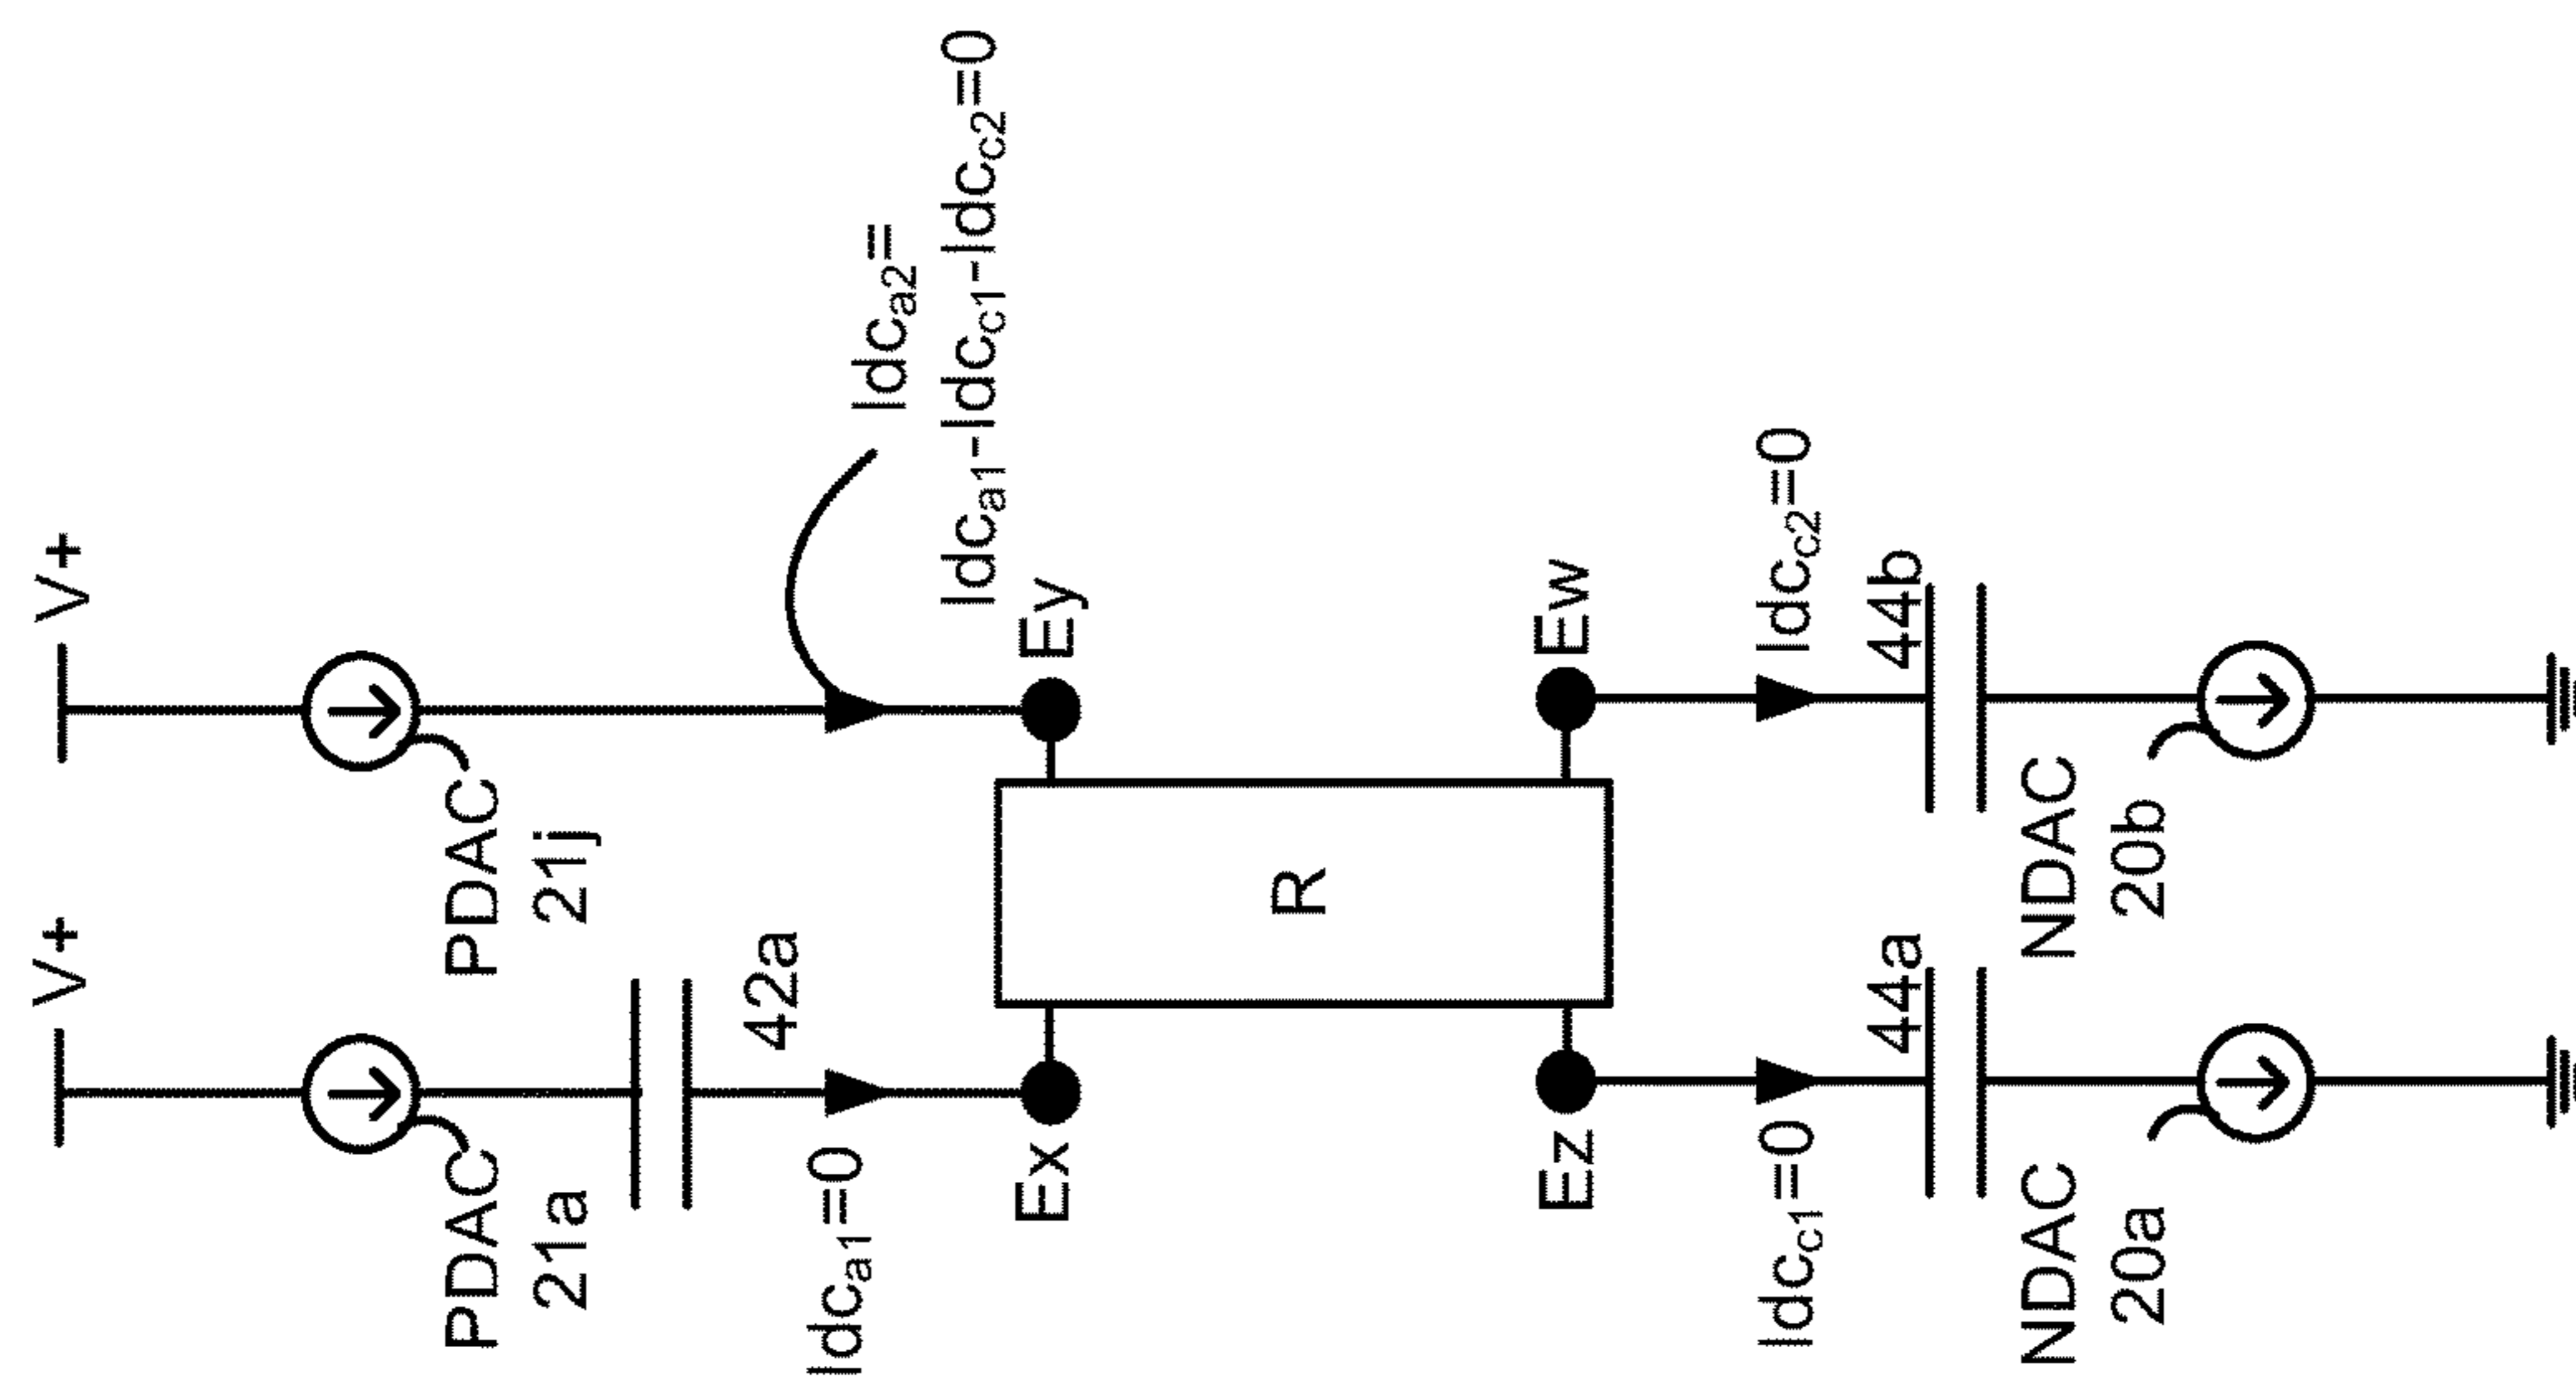 V+
V+
PDAC
21a
PDAC
21j
42a
Idca1=0
Idca2=
Idca1-Idcc1-Idcc2=0
Ex
Ey
R
Ez
Ew
Idcc1=0
Idcc2=0
44a
44b
NDAC
20a
NDAC
20b